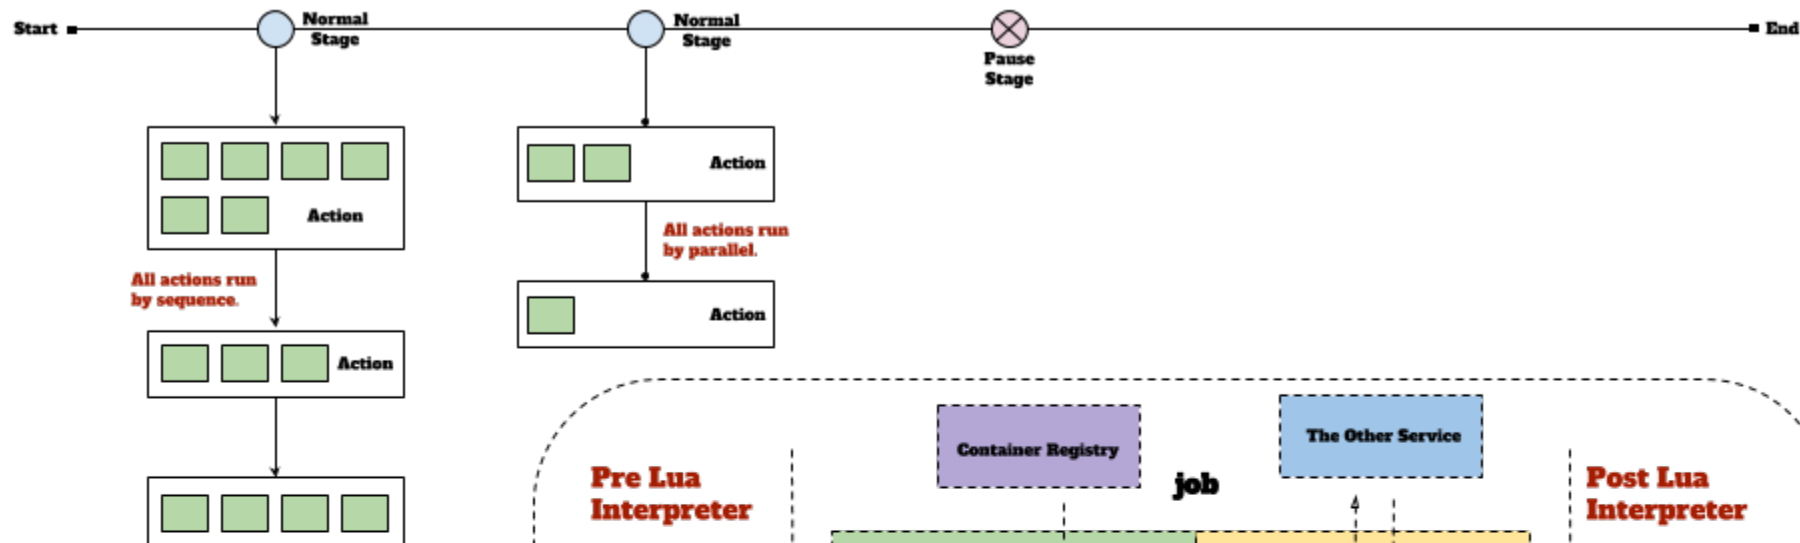 Start
Normal
Stage
Normal
Stage
Pause
Stage
End
Action
All actions run
by sequence.
Action
Action
All actions run
by parallel.
Action
Container Registry
The Other Service
Pre Lua
Interpreter
job
Post Lua
Interpreter